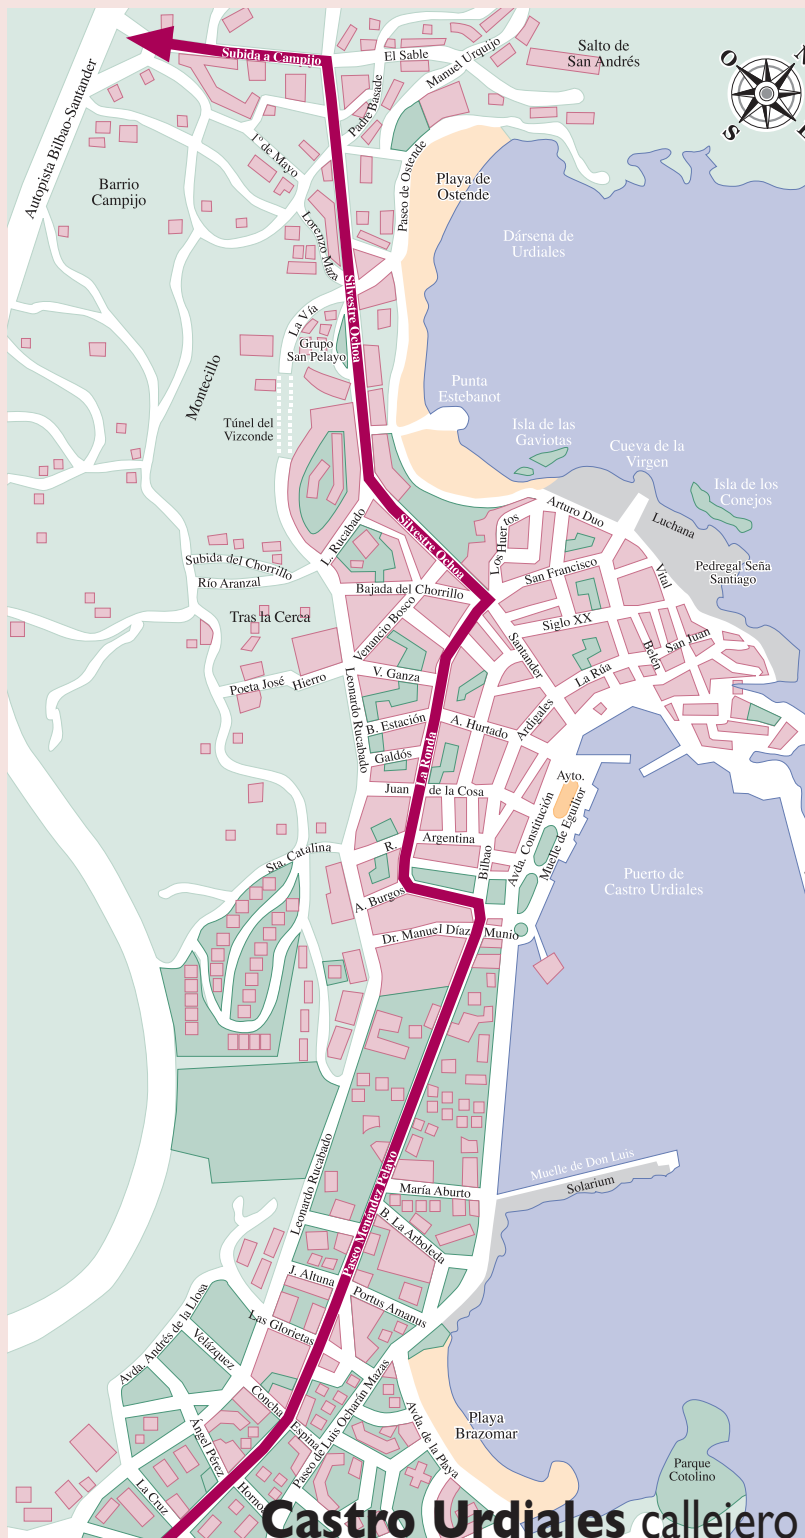 Subida a Campijo
El Sable
Manuel Urquijo
Salto de
San Andrés
O
N
S
E
Autopista Bilbao-Santander
Padre Basade
1º de Mayo
Barrio
Campijo
Paseo de Ostende
Playa de
Ostende
Dársena de
Urdiales
Lorenzo Maza
Silvestre Ochoa
La Vía
Grupo
San Pelayo
Montecillo
Túnel del
Vizconde
Punta
Estebanot
Isla de las
Gaviotas
Cueva de la
Virgen
Isla de los
Conejos
L. Rucabado
Silvestre Ochoa
Los Huertos
Arturo Duo
Luchana
Subida del Chorrillo
Río Aranzal
Bajada del Chorrillo
San Francisco
Vital
Pedregal Seña
Santiago
Tras la Cerca
Venancio Bosco
Siglo XX
Santander
Belén
San Juan
Poeta José Hierro
Leonardo Rucabado
V. Ganza
La Rúa
B. Estación
A. Hurtado
Ardigales
Galdós
La Ronda
Juan de la Cosa
Ayto.
Avda. Constitución
Muelle de Eguilior
R. Argentina
Bilbao
Sta. Catalina
A. Burgos
Puerto de
Castro Urdiales
Dr. Manuel Díaz Munio
Leonardo Rucabado
Paseo Menéndez Pelayo
María Aburto
Muelle de Don Luis
Solarium
B. La Arboleda
J. Altuna
Portus Amanus
Avda. Andrés de la Llosa
Las Glorietas
Velázquez
Concha Espina
Paseo de Luis Ocharán Mazas
Avda. de la Playa
Playa
Brazomar
Ángel Pérez
La Cruz
Hornos
Parque
Cotolino
Castro Urdiales callejero